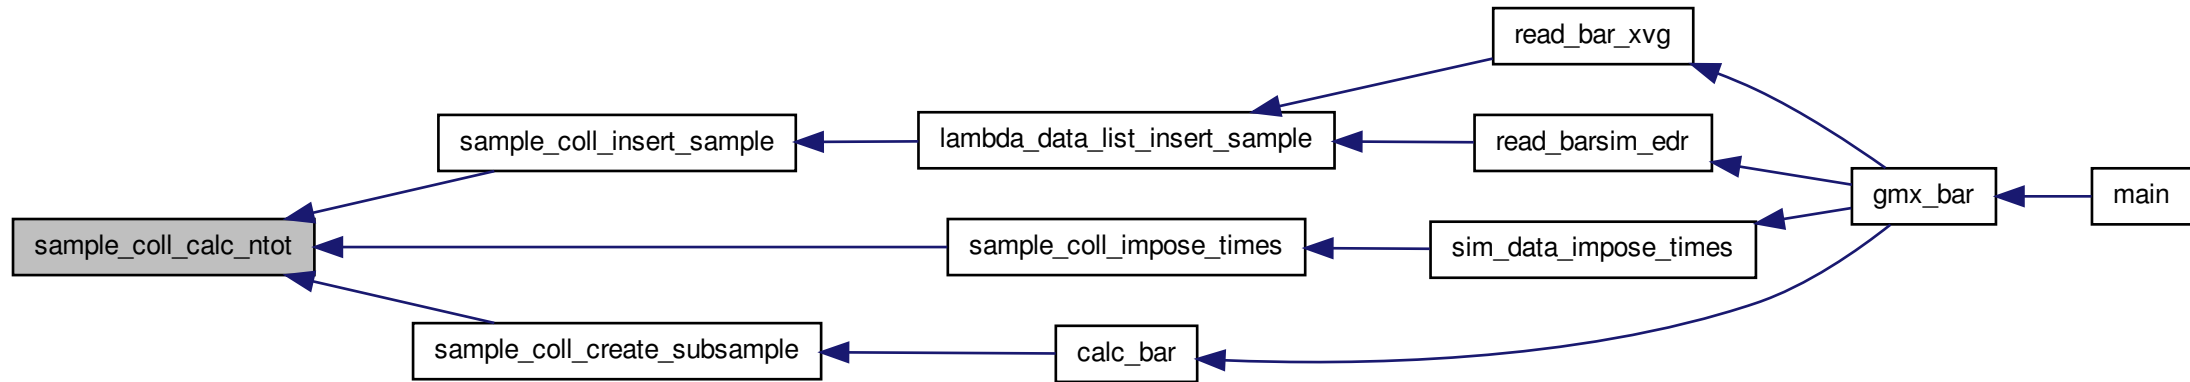 read_bar_xvg
sample_coll_insert_sample
lambda_data_list_insert_sample
read_barsim_edr
gmx_bar
main
sample_coll_calc_ntot
sample_coll_impose_times
sim_data_impose_times
sample_coll_create_subsample
calc_bar